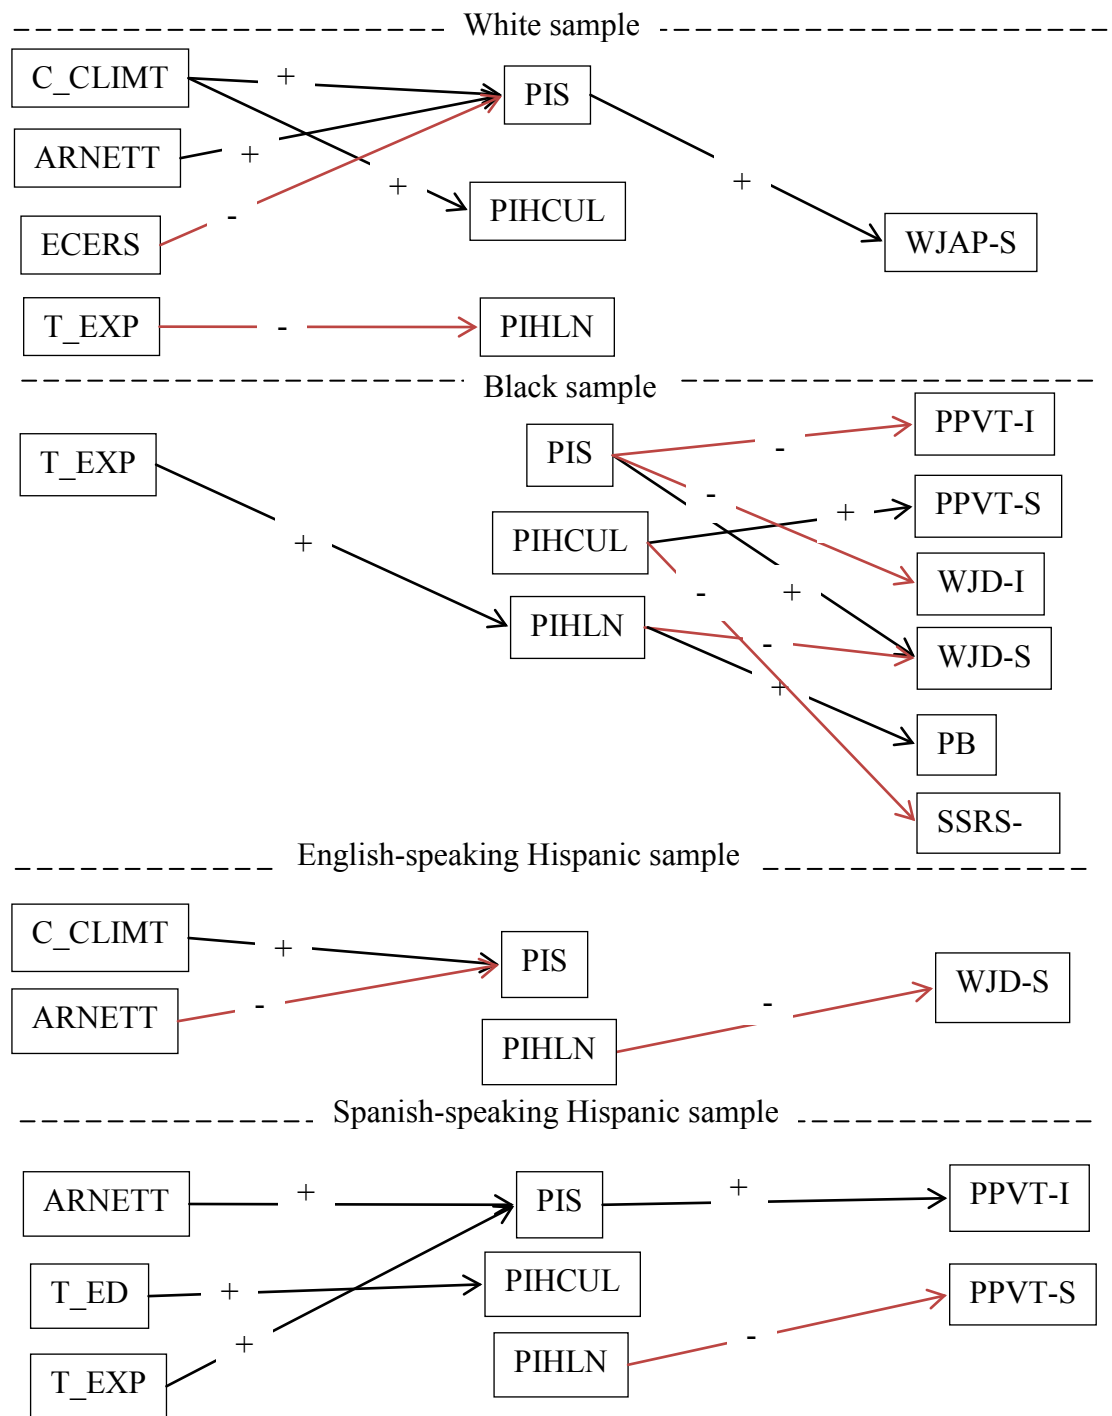 White sample
C_CLIMT
+
PIS
ARNETT
+
+
+
PIHCUL
-
ECERS
WJAP-S
T_EXP
-
PIHLN
Black sample
PPVT-I
-
PIS
T_EXP
-
PPVT-S
+
PIHCUL
+
WJD-I
-
+
PIHLN
-
WJD-S
+
PB
SSRS-
English-speaking Hispanic sample
C_CLIMT
+
PIS
WJD-S
-
ARNETT
-
PIHLN
Spanish-speaking Hispanic sample
ARNETT
+
PIS
+
PPVT-I
T_ED
+
PIHCUL
PPVT-S
+
-
PIHLN
T_EXP